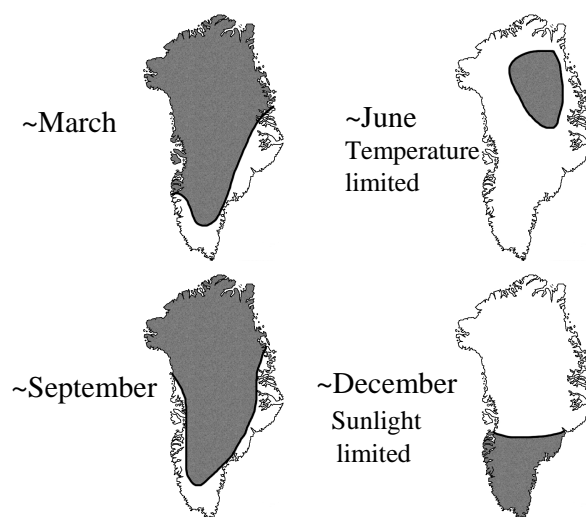 ~March
~June
Temperature
limited
~September
~December
Sunlight
limited